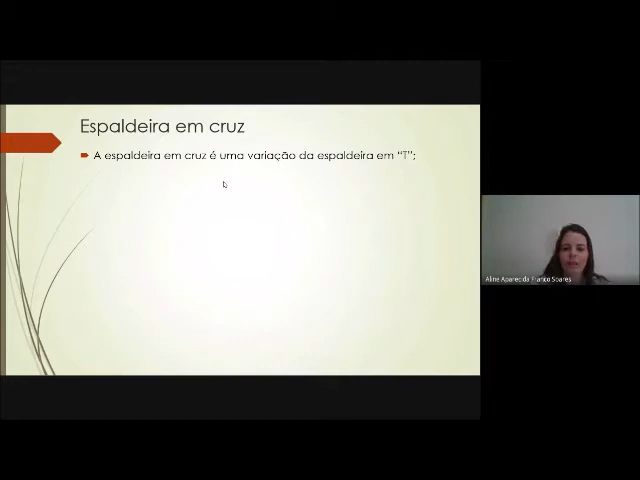 Espaldeira em cruz
A espaldeira em cruz é uma variação da espaldeira em “T”;
Aline Aparecida Franco Soares